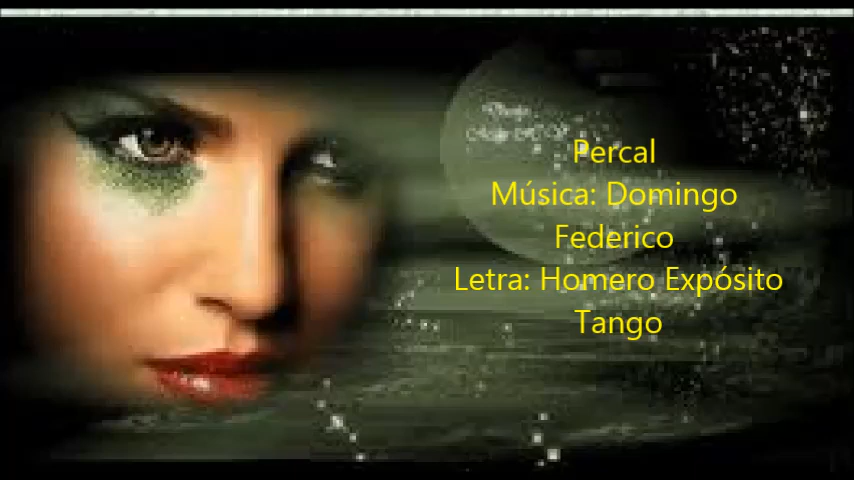 Percal
Música: Domingo
Federico
Letra: Homero Expósito
Tango